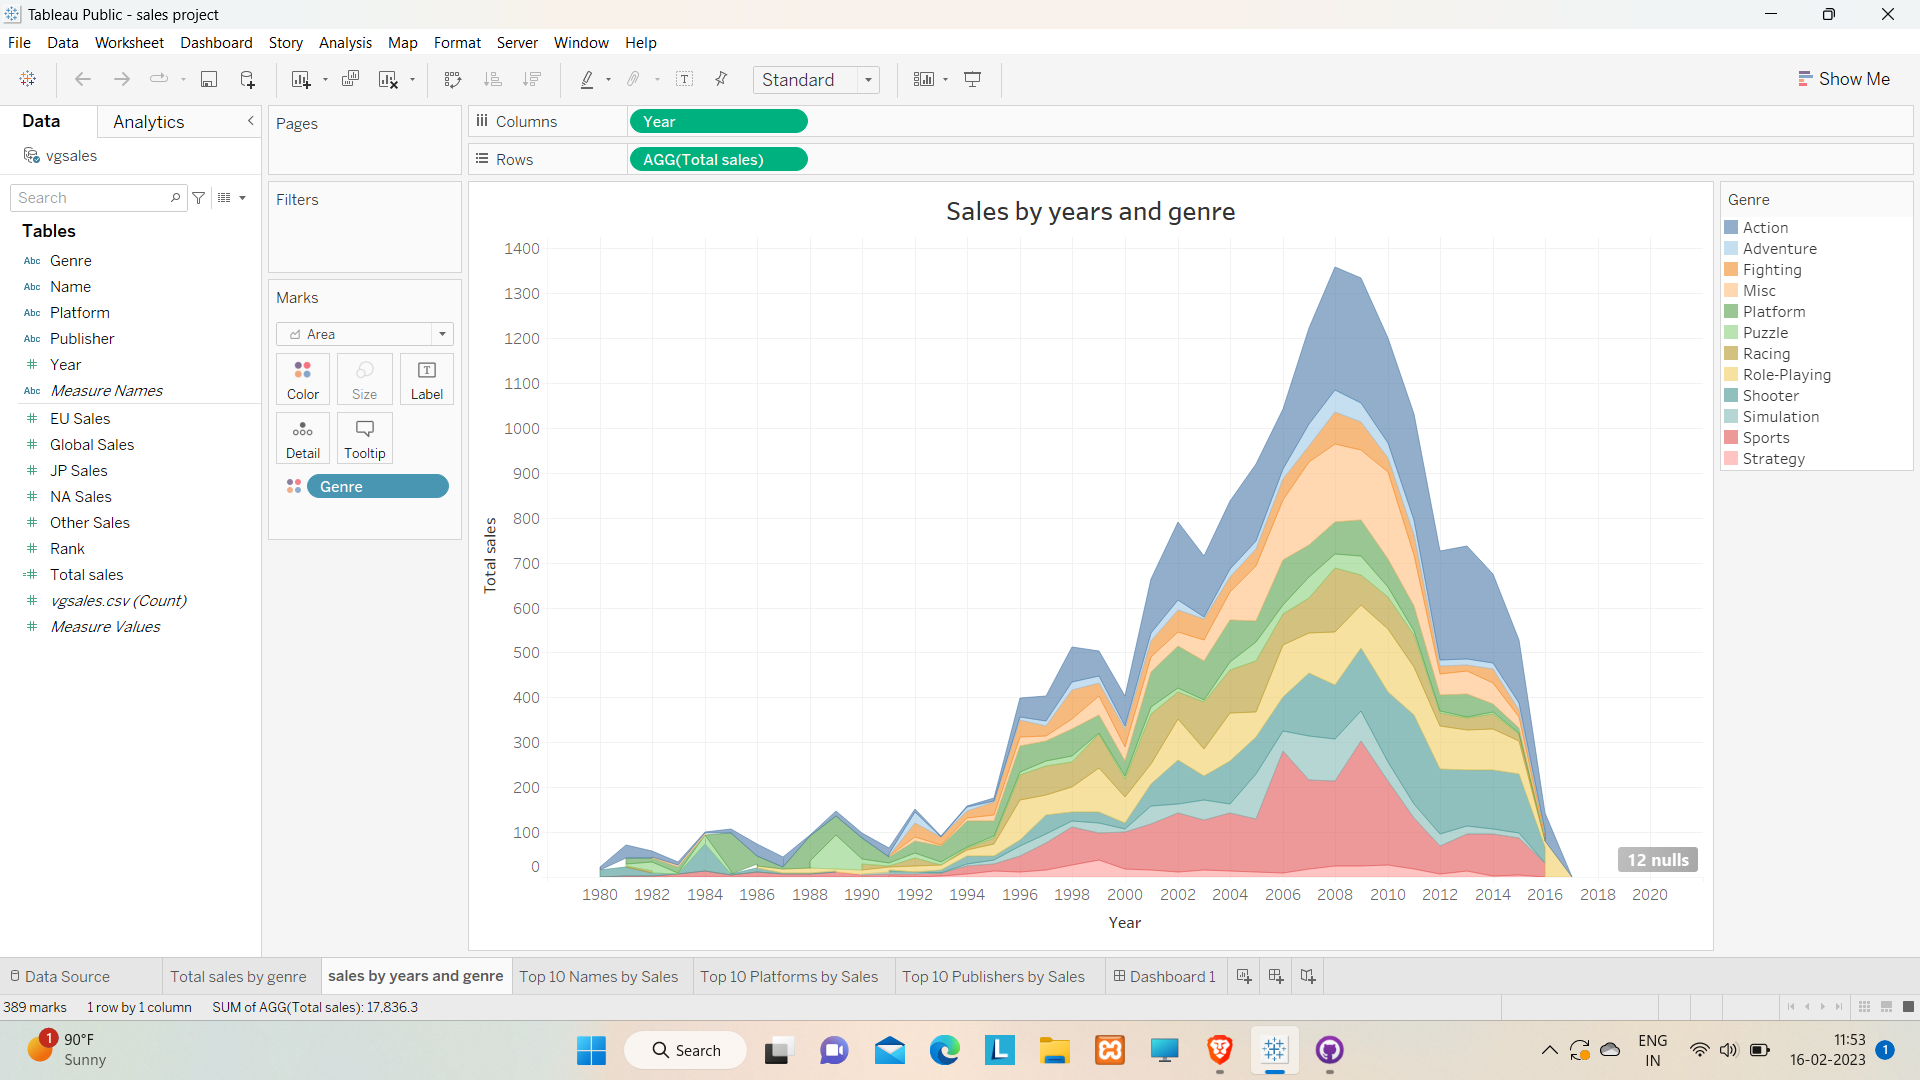 Tableau Public - sales project
File Data Worksheet Dashboard Story Analysis Map Format Server Window Help
Standard
Show Me
Data
Analytics
vgsales
Search
Tables
Abc Genre
Abc Name
Abc Platform
Abc Publisher
# Year
Abc Measure Names
# EU Sales
# Global Sales
# JP Sales
# NA Sales
# Other Sales
# Rank
=# Total sales
# vgsales.csv (Count)
# Measure Values
Pages
Filters
Marks
Area
Color
Size
T
Label
Detail
Tooltip
Genre
Columns
Year
Rows
AGG(Total sales)
Sales by years and genre
Total sales
1400
1300
1200
1100
1000
900
800
700
600
500
400
300
200
100
0
12 nulls
1980 1982 1984 1986 1988 1990 1992 1994 1996 1998 2000 2002 2004 2006 2008 2010 2012 2014 2016 2018 2020
Year
Genre
Action
Adventure
Fighting
Misc
Platform
Puzzle
Racing
Role-Playing
Shooter
Simulation
Sports
Strategy
Data Source
Total sales by genre
sales by years and genre
Top 10 Names by Sales
Top 10 Platforms by Sales
Top 10 Publishers by Sales
Dashboard 1
389 marks
1 row by 1 column
SUM of AGG(Total sales): 17,836.3
1
90°F
Sunny
Search
L
ENG
IN
11:53
16-02-2023
1